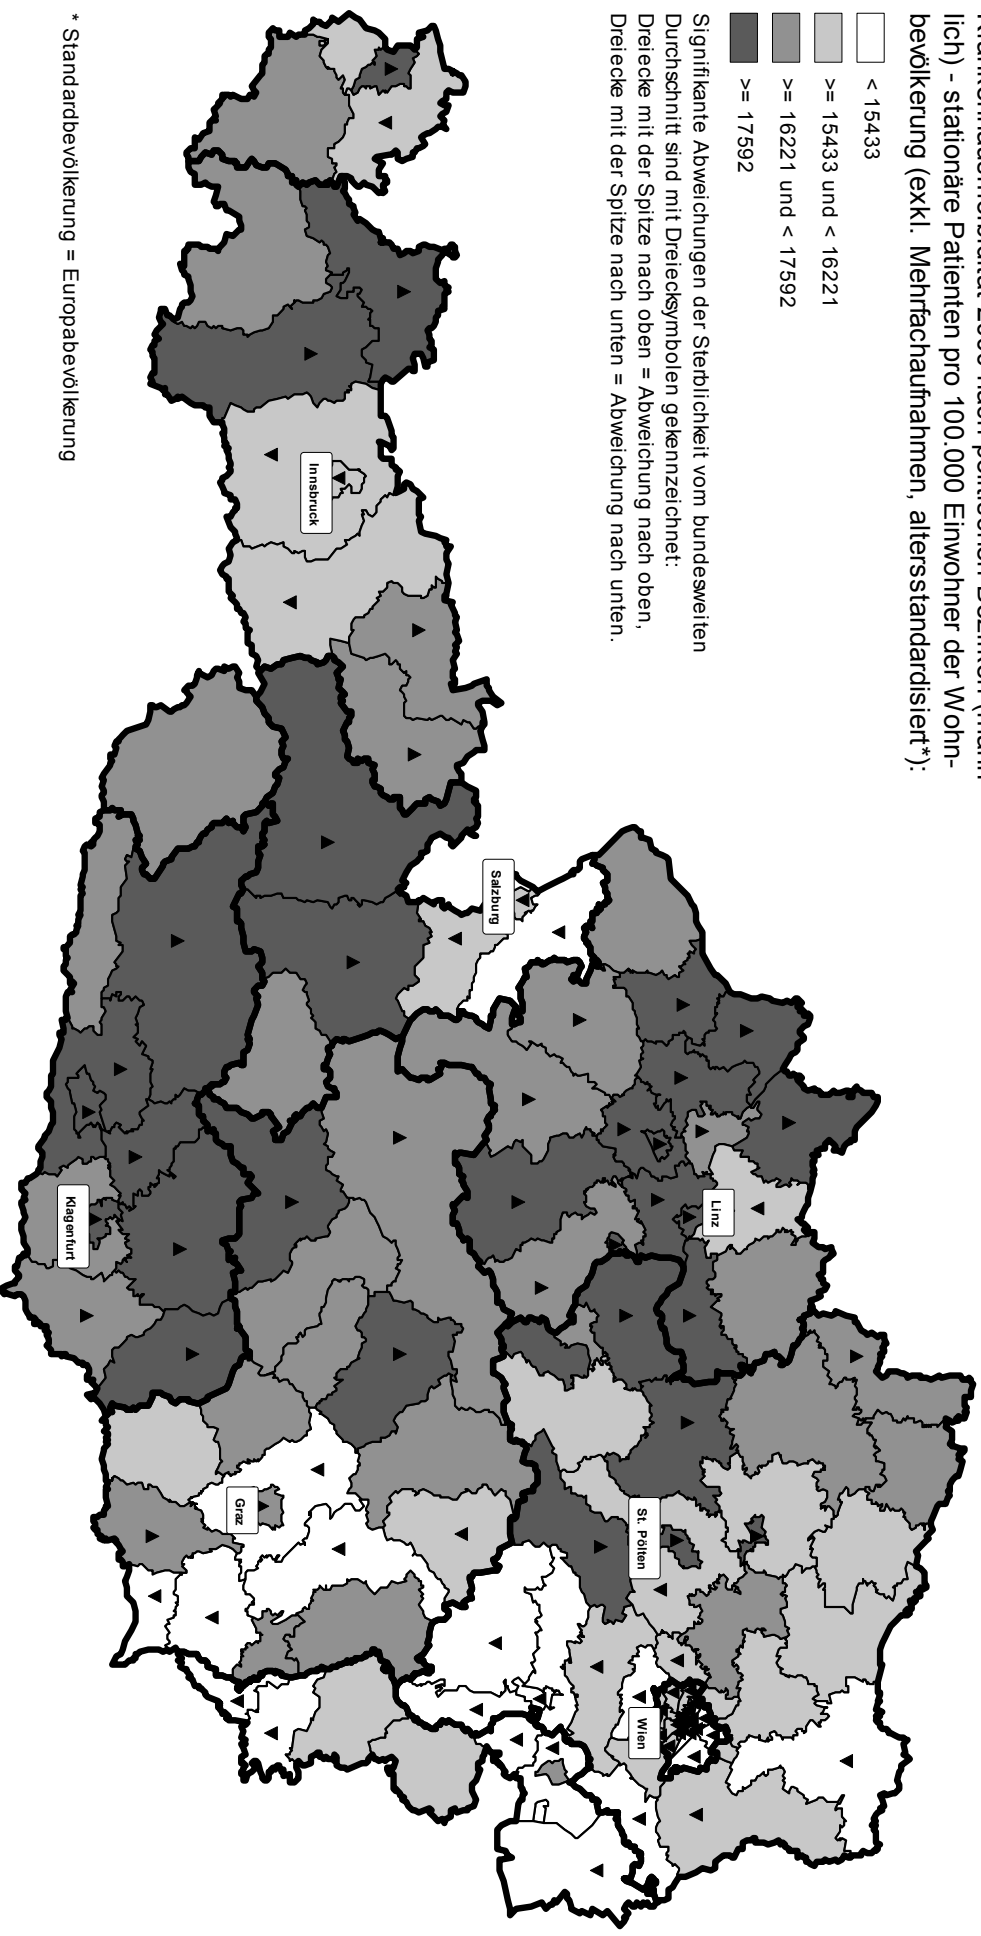 lich) - stationäre Patienten pro 100.000 Einwohner der Wohn-
bevölkerung (exkl. Mehrfachaufnahmen, altersstandardisiert*):
< 15433
>= 15433 und < 16221
>= 16221 und < 17592
>= 17592
Signifikante Abweichungen der Sterblichkeit vom bundesweiten
Durchschnitt sind mit Dreiecksymbolen gekennzeichnet:
Dreiecke mit der Spitze nach oben = Abweichung nach oben,
Dreiecke mit der Spitze nach unten = Abweichung nach unten.
Linz
St. Pölten
Wien
Salzburg
Innsbruck
Graz
Klagenfurt
* Standardbevölkerung = Europabevölkerung